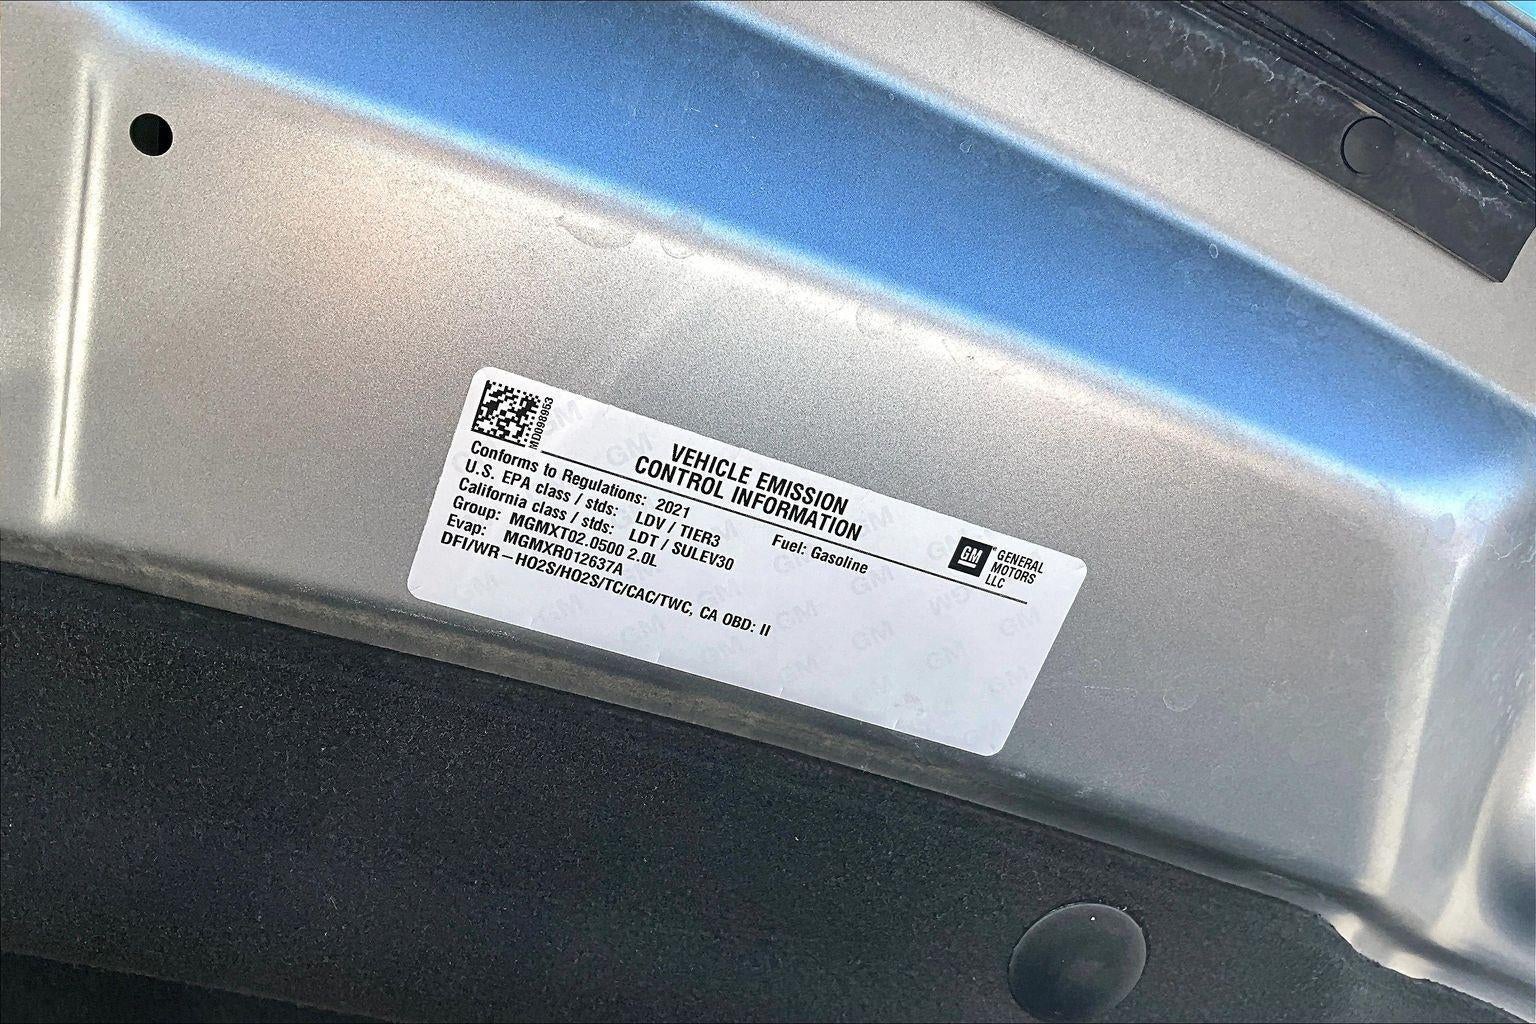 MD098953
VEHICLE EMISSION
CONTROL INFORMATION
GM
® GENERAL
MOTORS
LLC
Conforms to Regulations: 2021
Fuel: Gasoline
U.S. EPA class / stds: LDV / TIER3
California class / stds: LDT / SULEV30
Group: MGMXT02.0500 2.0L
Evap: MGMXR012637A
DFI/WR – HO2S/HO2S/TC/CAC/TWC, CA OBD: II